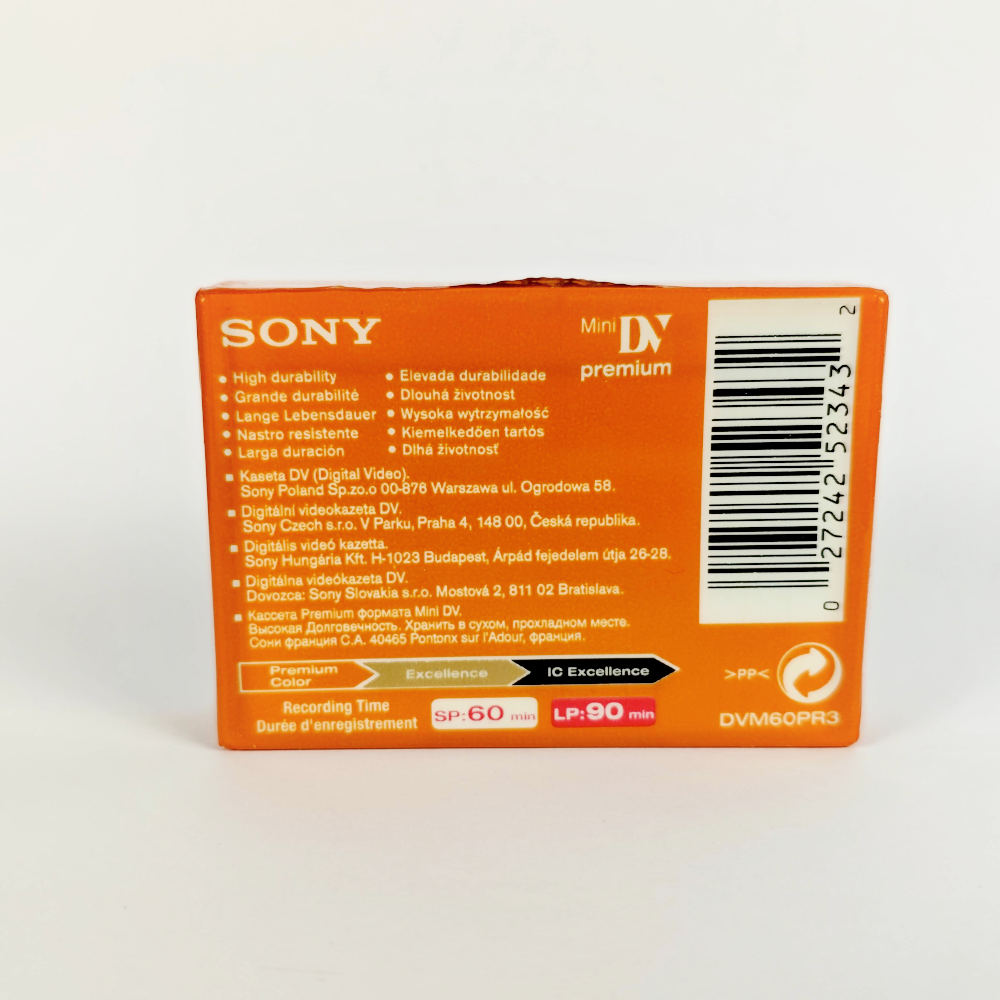 SONY
Mini DV
premium
• High durability
• Grande durabilité
• Lange Lebensdauer
• Nastro resistente
• Larga duración
• Elevada durabilidade
• Dlouhá životnost
• Wysoka wytrzymałość
• Kiemelkedően tartós
• Dlhá životnosť
■ Kaseta DV (Digital Video).
Sony Poland Sp.zo.o 00-876 Warszawa ul. Ogrodowa 58.
■ Digitální videokazeta DV.
Sony Czech s.r.o. V Parku, Praha 4, 148 00, Česká republika.
■ Digitális videó kazetta.
Sony Hungária Kft. H-1023 Budapest, Árpád fejedelem útja 26-28.
■ Digitálna videókazeta DV.
Dovozca: Sony Slovakia s.r.o. Mostová 2, 811 02 Bratislava.
■ Кассета Premium формата Mini DV.
Высокая Долговечность. Хранить в сухом, прохладном месте.
Сони франция С.А. 40465 Pontonx sur l'Adour, франция.
Premium
Color
Excellence
IC Excellence
Recording Time
Durée d'enregistrement
SP:60 min
LP:90 min
0 27242 52343 2
>PP<
DVM60PR3